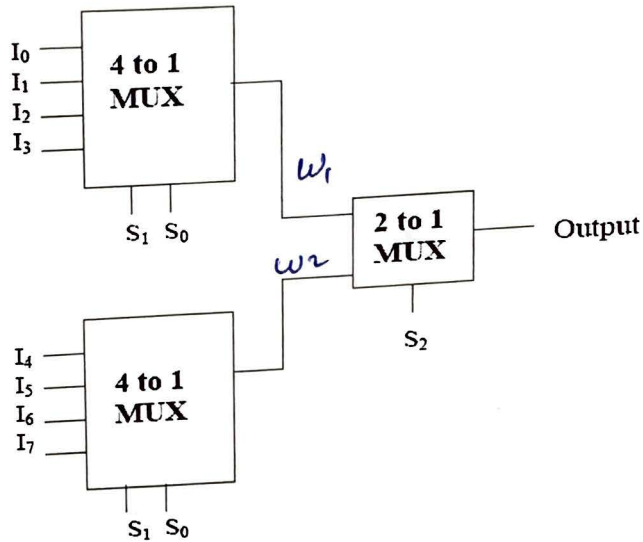 I₀
I₁
I₂
I₃
4 to 1
MUX
S₁ S₀
W₁
W2
2 to 1
MUX
Output
S₂
I₄
I₅
I₆
I₇
4 to 1
MUX
S₁ S₀